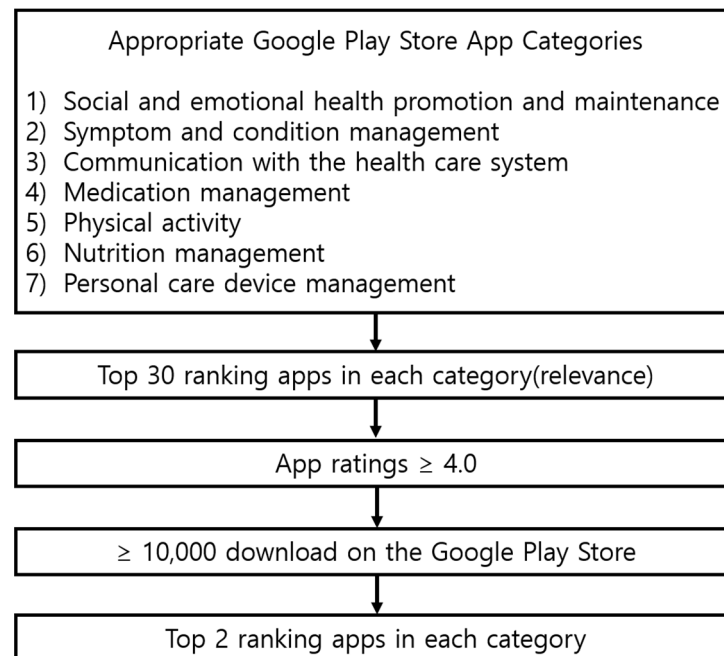 Appropriate Google Play Store App Categories
1) Social and emotional health promotion and maintenance
2) Symptom and condition management
3) Communication with the health care system
4) Medication management
5) Physical activity
6) Nutrition management
7) Personal care device management
Top 30 ranking apps in each category(relevance)
App ratings ≥ 4.0
≥ 10,000 download on the Google Play Store
Top 2 ranking apps in each category